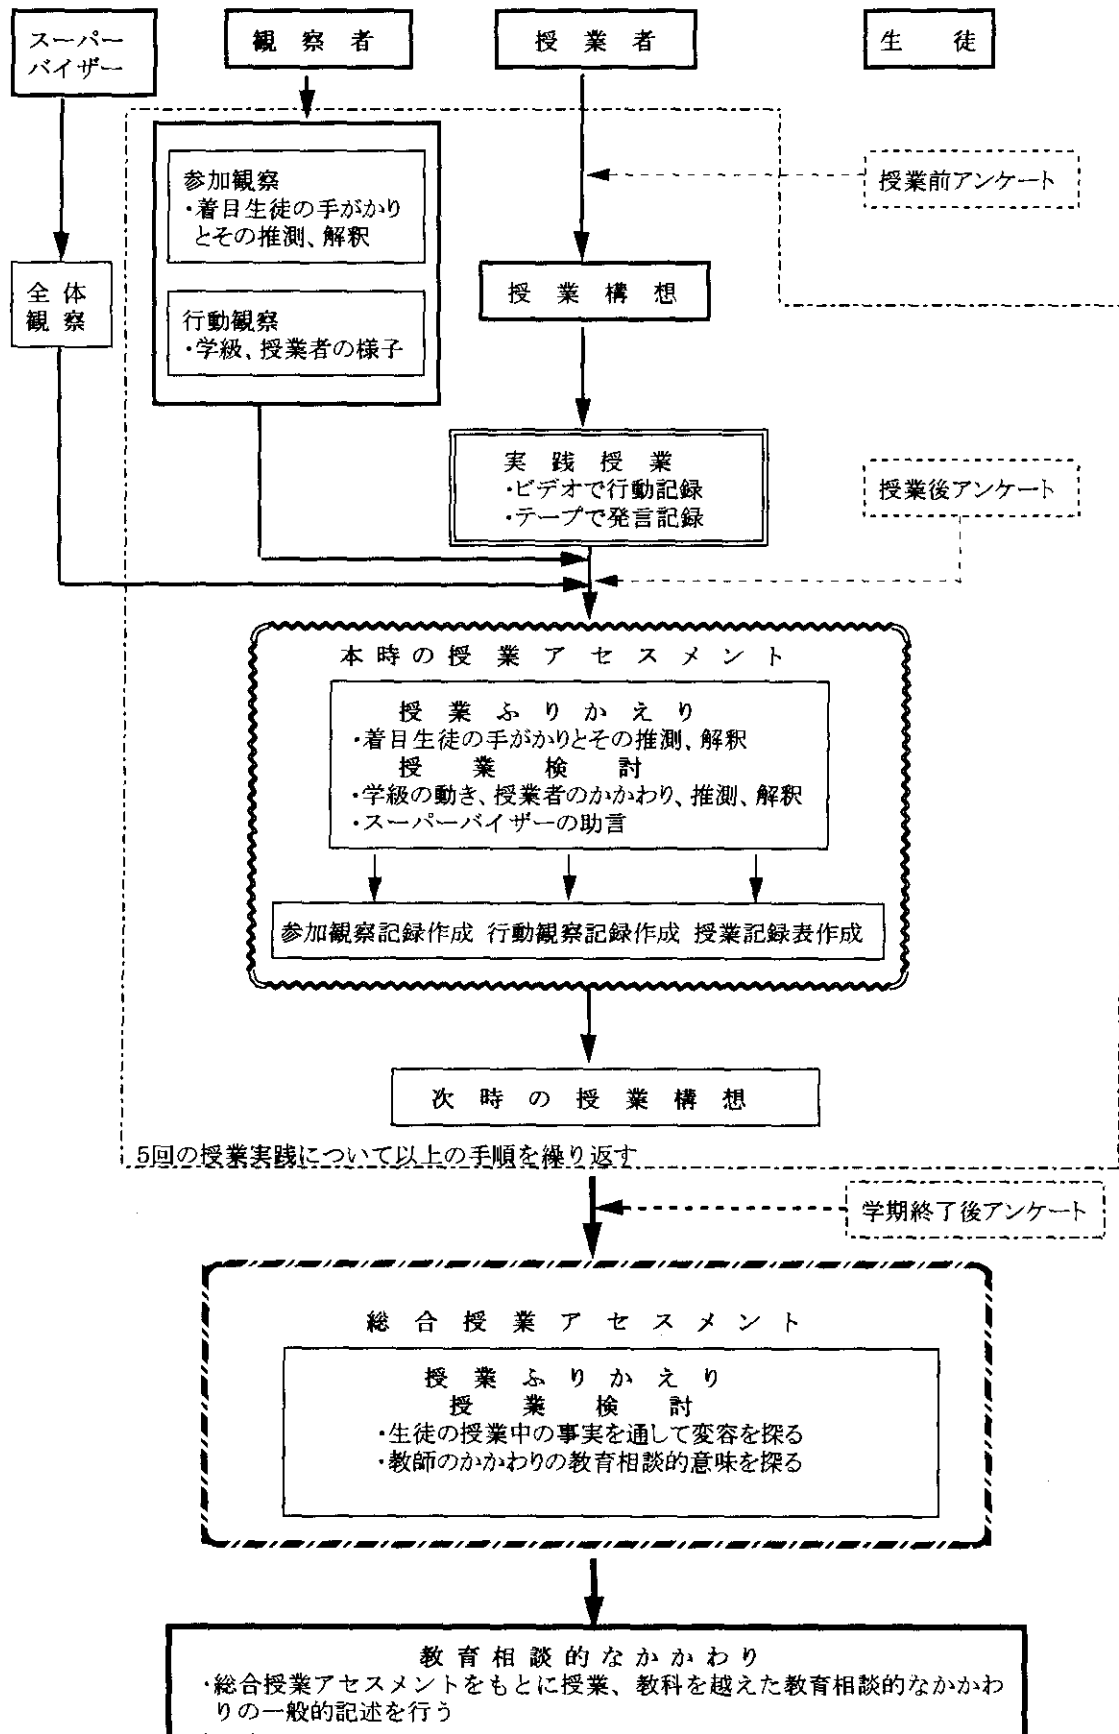 スーパー
バイザー
観察者
授業者
生徒
参加観察
・着目生徒の手がかり
とその推測、解釈
授業前アンケート
全体
観察
授業構想
行動観察
・学級、授業者の様子
実践授業
・ビデオで行動記録
・テープで発言記録
授業後アンケート
本時の授業アセスメント
授業ふりかえり
・着目生徒の手がかりとその推測、解釈
授業検討
・学級の動き、授業者のかかわり、推測、解釈
・スーパーバイザーの助言
参加観察記録作成 行動観察記録作成 授業記録表作成
次時の授業構想
5回の授業実践について以上の手順を繰り返す
学期終了後アンケート
総合授業アセスメント
授業ふりかえり
授業検討
・生徒の授業中の事実を通して変容を探る
・教師のかかわりの教育相談的意味を探る
教育相談的なかかわり
・総合授業アセスメントをもとに授業、教科を越えた教育相談的なかかわ
りの一般的記述を行う